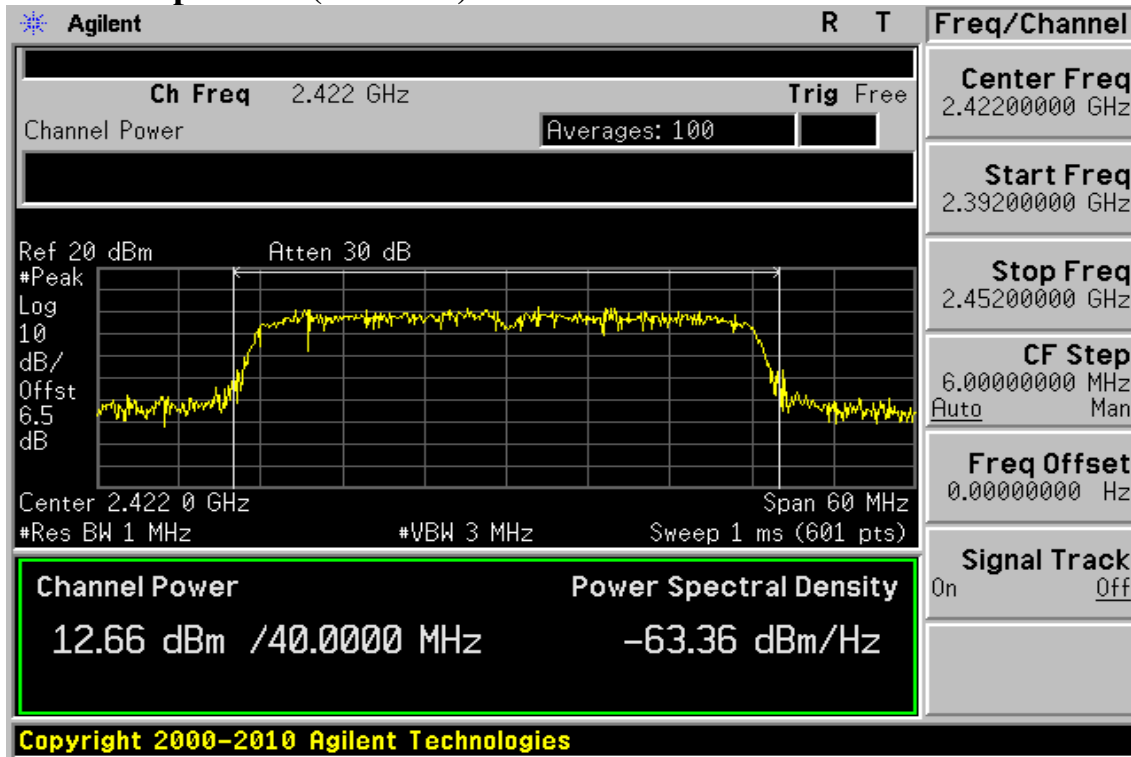 Agilent R T
Freq/Channel
Ch Freq 2.422 GHz Trig Free
Channel Power Averages: 100
Ref 20 dBm Atten 30 dB
#Peak
Log
10
dB/
Offst
6.5
dB
Center 2.422 0 GHz Span 60 MHz
#Res BW 1 MHz #VBW 3 MHz Sweep 1 ms (601 pts)
Channel Power Power Spectral Density
12.66 dBm /40.0000 MHz -63.36 dBm/Hz
Center Freq
2.42200000 GHz
Start Freq
2.39200000 GHz
Stop Freq
2.45200000 GHz
CF Step
6.00000000 MHz
Auto Man
Freq Offset
0.00000000 Hz
Signal Track
On Off
Copyright 2000-2010 Agilent Technologies